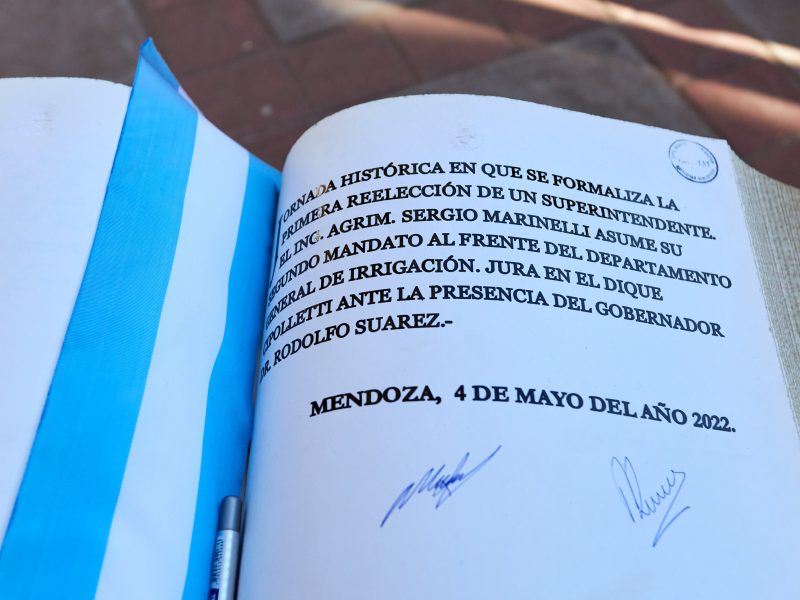 JORNADA HISTÓRICA EN QUE SE FORMALIZA LA
PRIMERA REELECCIÓN DE UN SUPERINTENDENTE.
EL ING. AGRIM. SERGIO MARINELLI ASUME SU
SEGUNDO MANDATO AL FRENTE DEL DEPARTAMENTO
GENERAL DE IRRIGACIÓN. JURA EN EL DIQUE
CIPOLLETTI ANTE LA PRESENCIA DEL GOBERNADOR
DR. RODOLFO SUAREZ.-
MENDOZA, 4 DE MAYO DEL AÑO 2022.